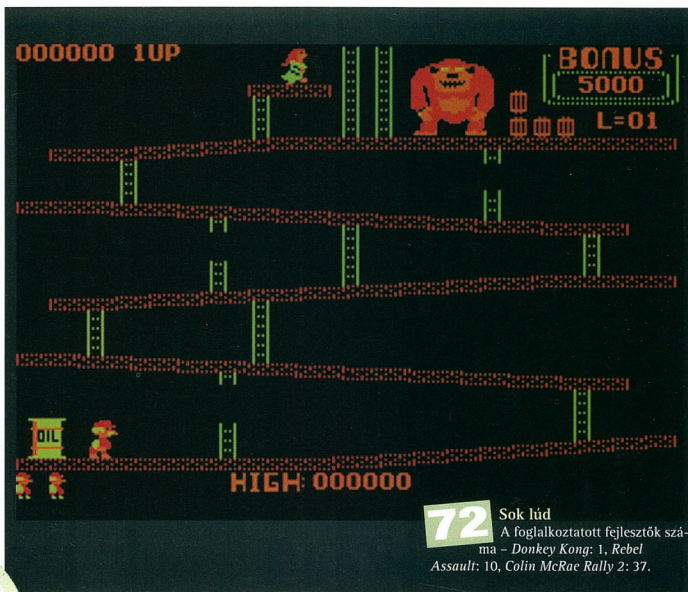 000000 1UP
BONUS
5000
L=01
OIL
HIGH 000000
72
Sok lúd
A foglalkoztatott fejlesztők szá-
ma – Donkey Kong: 1, Rebel
Assault: 10, Colin McRae Rally 2: 37.